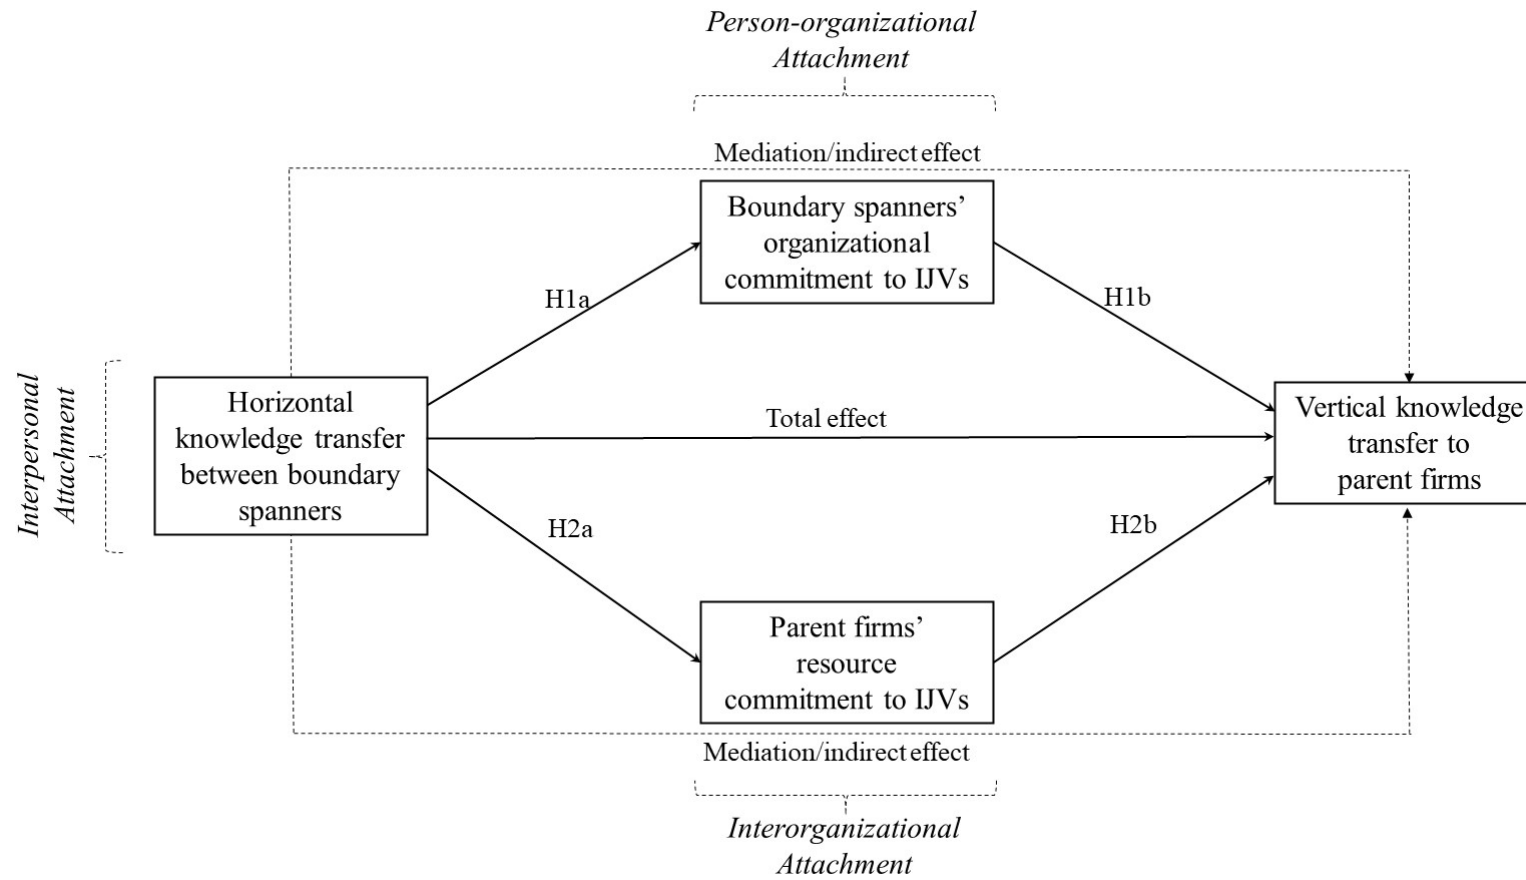 Person-organizational
Attachment
Mediation/indirect effect
Boundary spanners’
organizational
commitment to IJVs
H1a
H1b
Interpersonal
Attachment
Horizontal
knowledge transfer
between boundary
spanners
Total effect
Vertical knowledge
transfer to
parent firms
H2a
H2b
Parent firms’
resource
commitment to IJVs
Mediation/indirect effect
Interorganizational
Attachment